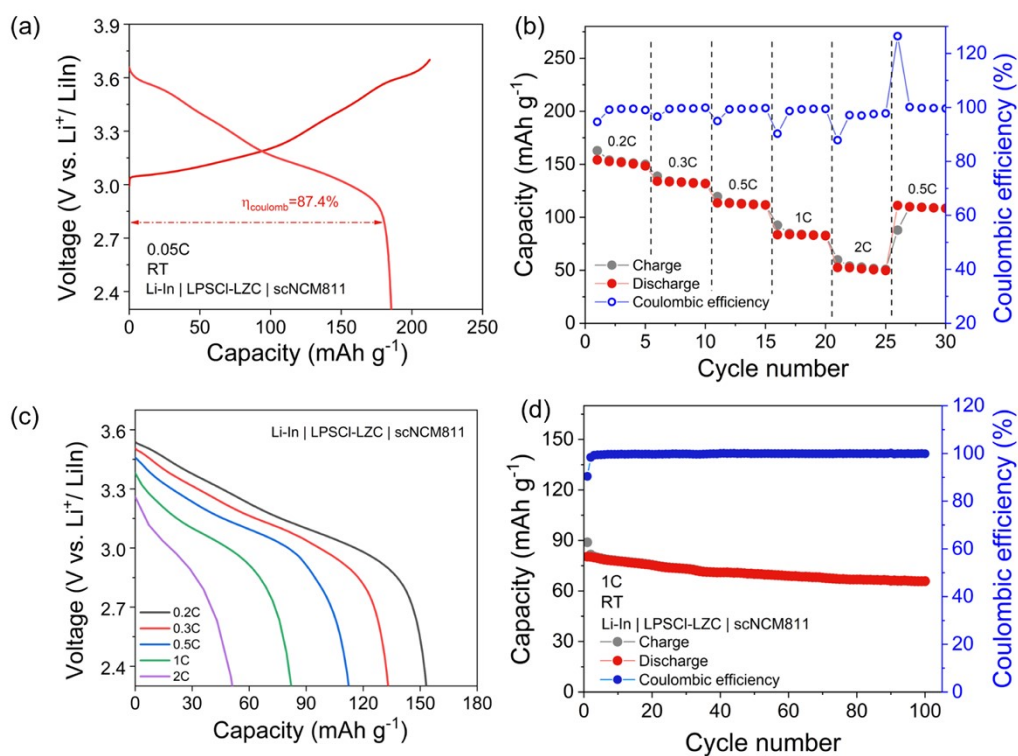 (a)
3.9
3.6
3.3
3.0
2.7
2.4
Voltage (V vs. Li⁺/ LiIn)
η_coulomb=87.4%
0.05C
RT
Li-In | LPSCl-LZC | scNCM811
0 50 100 150 200 250
Capacity (mAh g⁻¹)
(b)
250
200
150
100
50
0
Capacity (mAh g⁻¹)
0.2C
0.3C
0.5C
1C
2C
0.5C
Charge
Discharge
Coulombic efficiency
120
100
80
60
40
20
Coulombic efficiency (%)
0 5 10 15 20 25 30
Cycle number
(c)
3.6
3.3
3.0
2.7
2.4
Voltage (V vs. Li⁺/ LiIn)
Li-In | LPSCl-LZC | scNCM811
0.2C
0.3C
0.5C
1C
2C
0 30 60 90 120 150 180
Capacity (mAh g⁻¹)
(d)
150
120
90
60
30
0
Capacity (mAh g⁻¹)
1C
RT
Li-In | LPSCl-LZC | scNCM811
Charge
Discharge
Coulombic efficiency
120
100
80
60
40
20
0
Coulombic efficiency (%)
0 20 40 60 80 100
Cycle number